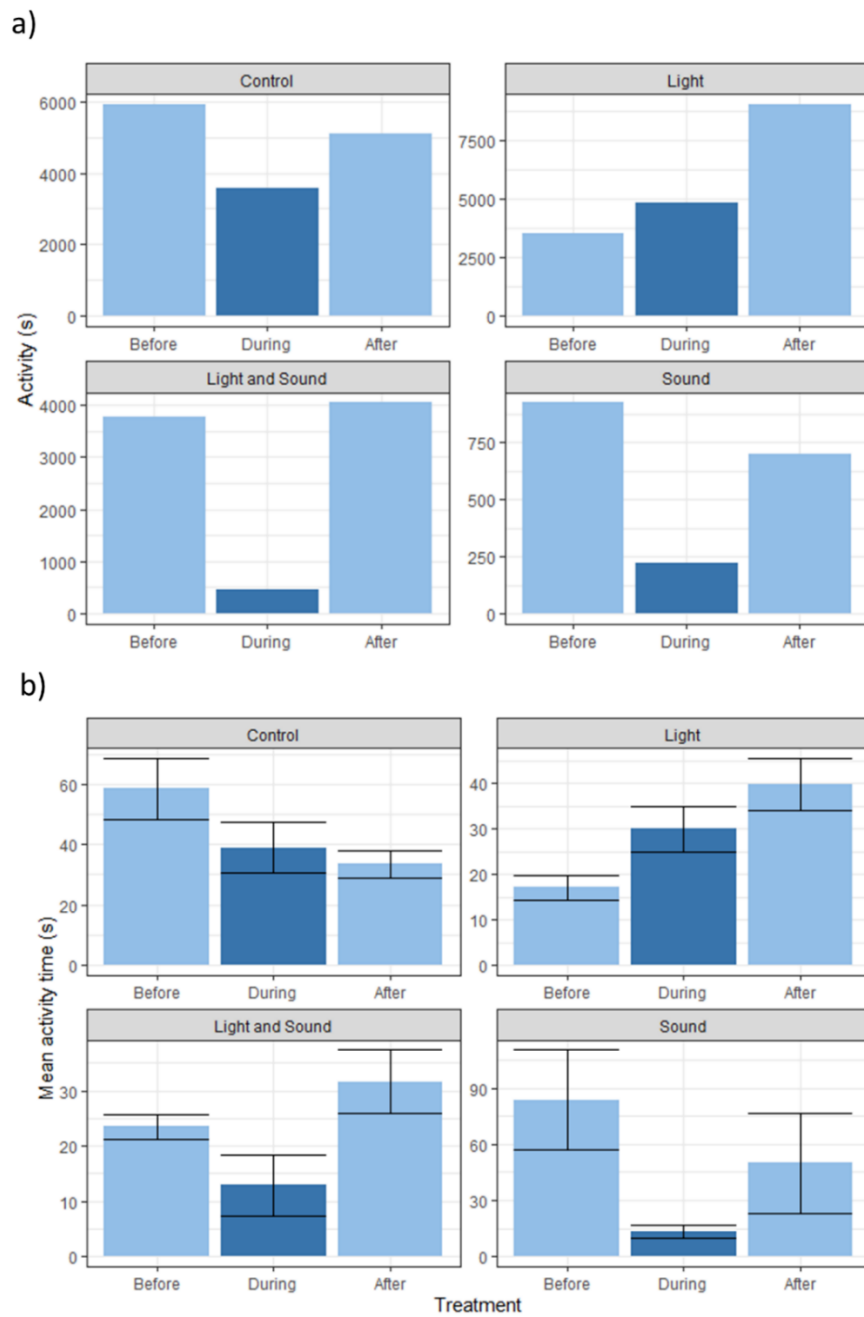 a)
Control
Light
6000
4000
2000
0
7500
5000
2500
0
Before During After
Before During After
Activity (s)
Light and Sound
Sound
4000
3000
2000
1000
0
750
500
250
0
Before During After
Before During After
b)
Control
Light
60
40
20
0
40
30
20
10
0
Before During After
Before During After
Mean activity time (s)
Light and Sound
Sound
30
20
10
0
90
60
30
0
Before During After
Before During After
Treatment